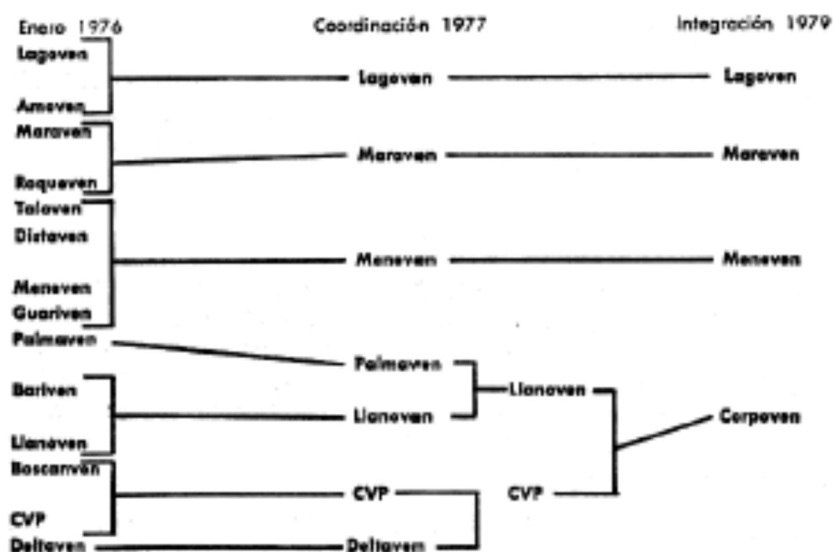 Enero 1976 Coordinación 1977 Integración 1979
Lagoven
Lagoven Lagoven
Amoven
Maraven
Maraven Maraven
Roqueven
Taloven
Distaven
Meneven Meneven
Meneven
Guariven
Palmaven
Palmaven
Bariven
Llanoven
Llanoven Corpoven
Llanoven
Boscanven
CVP CVP
CVP
Deltaven Deltaven